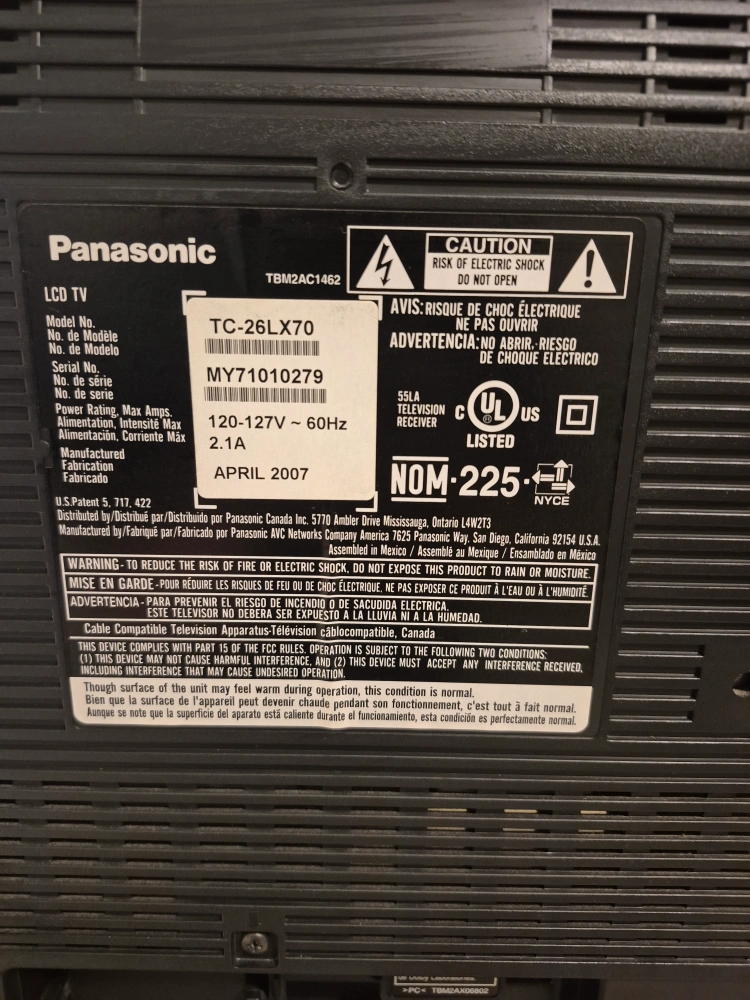 Panasonic
TBM2AC1462
CAUTION
RISK OF ELECTRIC SHOCK
DO NOT OPEN
LCD TV
AVIS: RISQUE DE CHOC ÉLECTRIQUE
NE PAS OUVRIR
ADVERTENCIA: NO ABRIR.-RIESGO
DE CHOQUE ELECTRICO
Model No.
No. de Modèle
No. de Modelo
TC-26LX70
Serial No.
No. de série
No. de serie
MY71010279
Power Rating, Max Amps.
Alimentation, Intensité Max
Alimentación, Corriente Máx
120-127V ~ 60Hz
2.1A
Manufactured
Fabrication
Fabricado
APRIL 2007
55LA
TELEVISION
RECEIVER
C UL US
®
LISTED
NOM-225-
NYCE
U.S.Patent 5, 717, 422
Distributed by/Distribué par/Distribuido por Panasonic Canada Inc. 5770 Ambler Drive Mississauga, Ontario L4W2T3
Manufactured by/Fabriqué par/Fabricado por Panasonic AVC Networks Company America 7625 Panasonic Way. San Diego, California 92154 U.S.A.
Assembled in Mexico / Assemblé au Mexique / Ensamblado en México
WARNING- TO REDUCE THE RISK OF FIRE OR ELECTRIC SHOCK, DO NOT EXPOSE THIS PRODUCT TO RAIN OR MOISTURE.
MISE EN GARDE-POUR RÉDUIRE LES RISQUES DE FEU OU DE CHOC ÉLECTRIQUE, NE PAS EXPOSER CE PRODUIT À L'EAU OU À L'HUMIDITÉ.
ADVERTENCIA- PARA PREVENIR EL RIESGO DE INCENDIO O DE SACUDIDA ELECTRICA.
ESTE TELEVISOR NO DEBERA SER EXPUESTO A LA LLUVIA NI A LA HUMEDAD.
Cable Compatible Television Apparatus-Télévision câblocompatible, Canada
THIS DEVICE COMPLIES WITH PART 15 OF THE FCC RULES. OPERATION IS SUBJECT TO THE FOLLOWING TWO CONDITIONS:
(1) THIS DEVICE MAY NOT CAUSE HARMFUL INTERFERENCE, AND (2) THIS DEVICE MUST ACCEPT ANY INTERFERENCE RECEIVED,
INCLUDING INTERFERENCE THAT MAY CAUSE UNDESIRED OPERATION.
Though surface of the unit may feel warm during operation, this condition is normal.
Bien que la surface de l'appareil peut devenir chaude pendant son fonctionnement, c'est tout à fait normal.
Aunque se note que la superficie del aparato está caliente durante el funcionamiento, esta condición es perfectamente normal.
of Dolby Laboratories.
>PC< TBM2AX06802